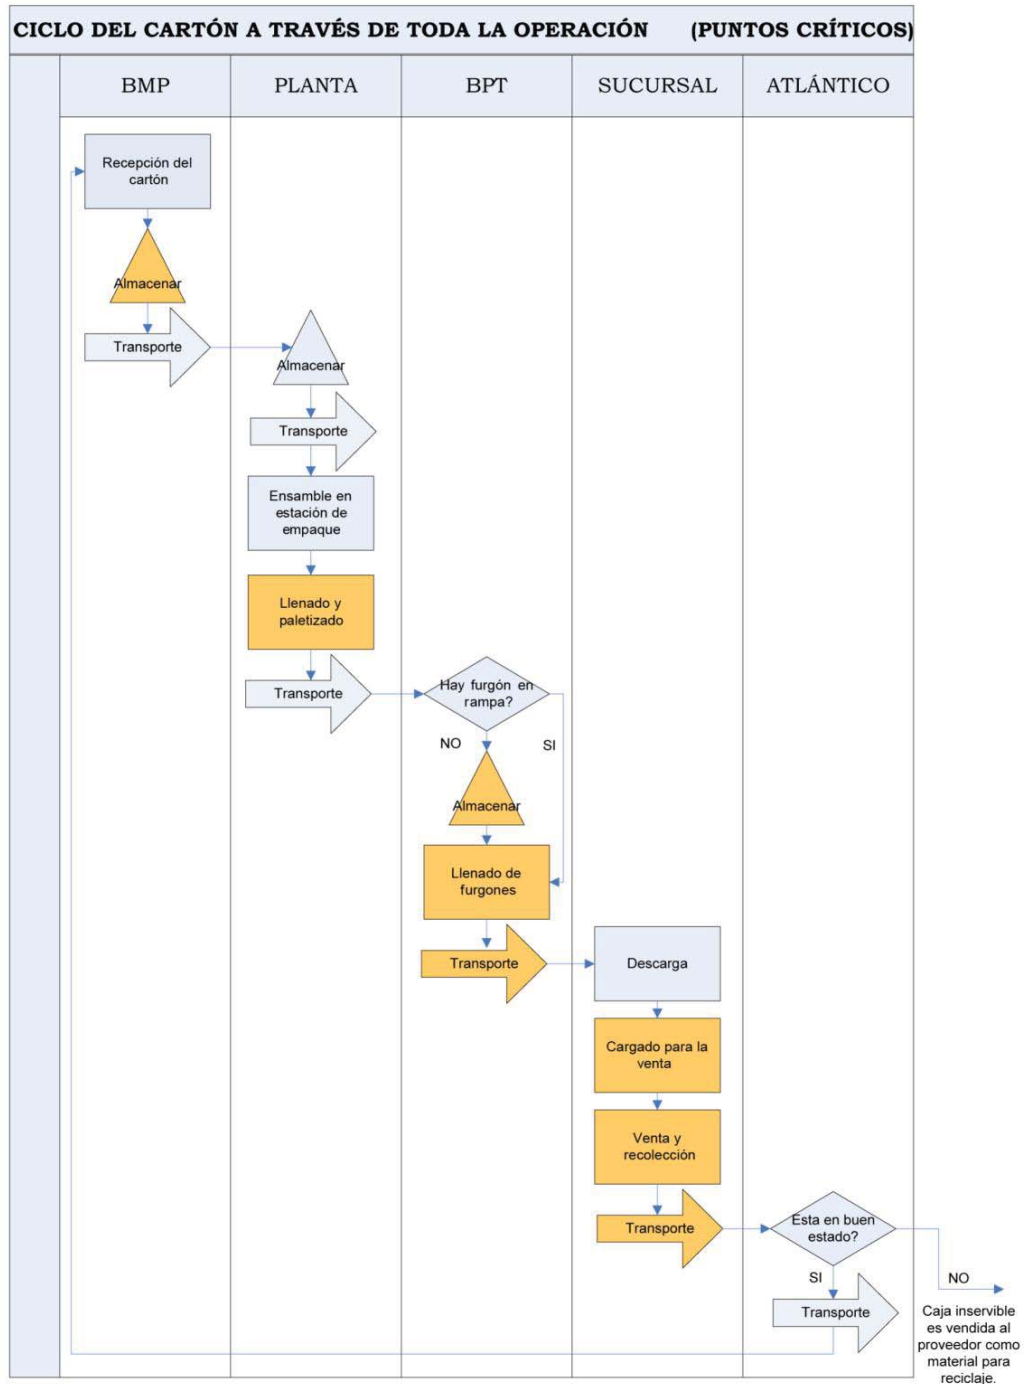 CICLO DEL CARTÓN A TRAVÉS DE TODA LA OPERACIÓN (PUNTOS CRÍTICOS)
BMP
PLANTA
BPT
SUCURSAL
ATLÁNTICO
Recepción del
cartón
Almacenar
Transporte
Almacenar
Transporte
Ensamble en
estación de
empaque
Llenado y
paletizado
Transporte
Hay furgón en
rampa?
NO
SI
Almacenar
Llenado de
furgones
Transporte
Descarga
Cargado para la
venta
Venta y
recolección
Transporte
Esta en buen
estado?
SI
NO
Transporte
Caja inservible
es vendida al
proveedor como
material para
reciclaje.